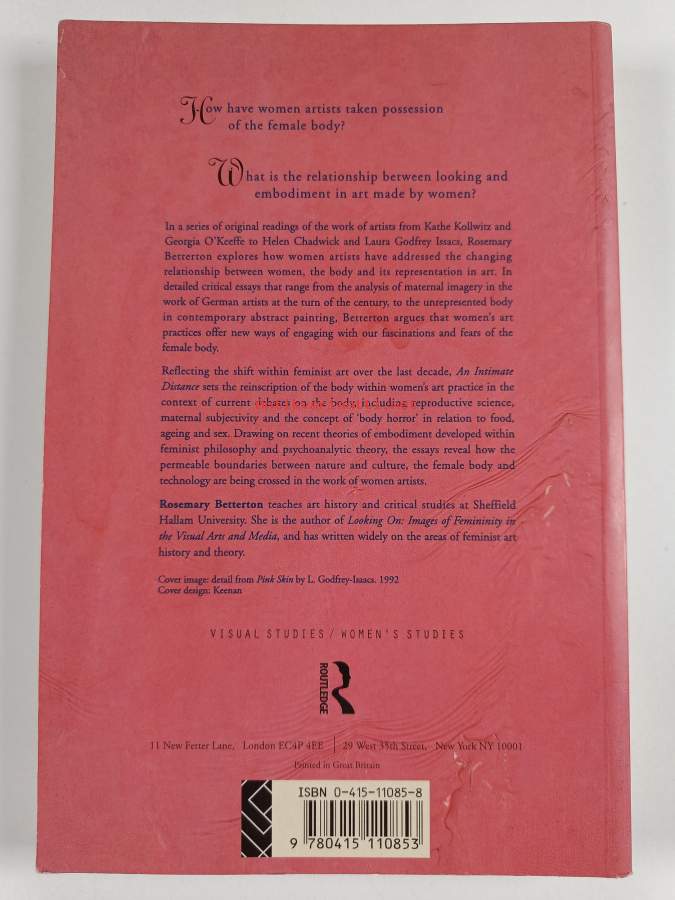 How have women artists taken possession
of the female body?
What is the relationship between looking and
embodiment in art made by women?
In a series of original readings of the work of artists from Kathe Kollwitz and
Georgia O'Keeffe to Helen Chadwick and Laura Godfrey Issacs, Rosemary
Betterton explores how women artists have addressed the changing
relationship between women, the body and its representation in art. In
detailed critical essays that range from the analysis of maternal imagery in the
work of German artists at the turn of the century, to the unrepresented body
in contemporary abstract painting, Betterton argues that women's art
practices offer new ways of engaging with our fascinations and fears of the
female body.
Reflecting the shift within feminist art over the last decade, An Intimate
Distance sets the reinscription of the body within women's art practice in the
context of current debates on the body, including reproductive science,
maternal subjectivity and the concept of 'body horror' in relation to food,
ageing and sex. Drawing on recent theories of embodiment developed within
feminist philosophy and psychoanalytic theory, the essays reveal how the
permeable boundaries between nature and culture, the female body and
technology are being crossed in the work of women artists.
Rosemary Betterton teaches art history and critical studies at Sheffield
Hallam University. She is the author of Looking On: Images of Femininity in
the Visual Arts and Media, and has written widely on the areas of feminist art
history and theory.
Cover image: detail from Pink Skin by L. Godfrey-Isaacs. 1992
Cover design: Keenan
VISUAL STUDIES / WOMEN'S STUDIES
ROUTLEDGE
11 New Fetter Lane, London EC4P 4EE | 29 West 35th Street, New York NY 10001
Printed in Great Britain
ISBN 0-415-11085-8
9 780415 110853